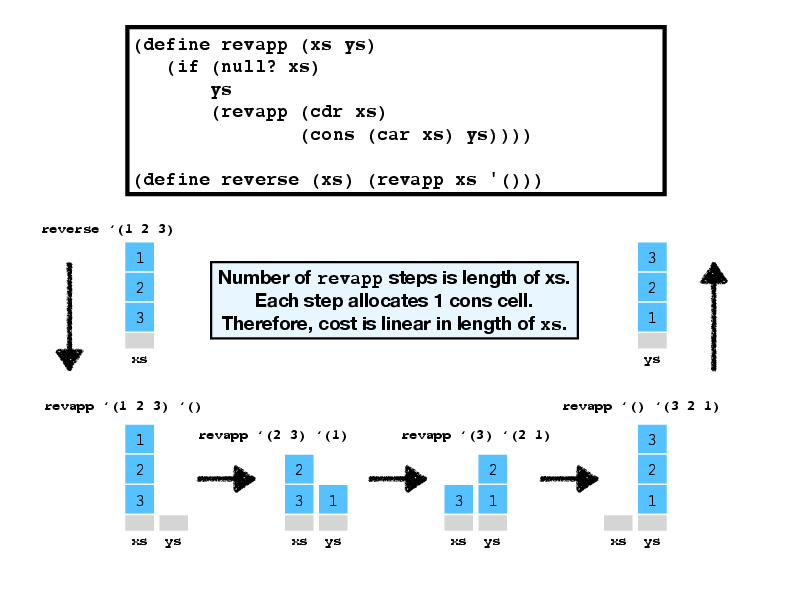 (define revapp (xs ys)
   (if (null? xs)
       ys
       (revapp (cdr xs)
               (cons (car xs) ys))))
(define reverse (xs) (revapp xs '()))
reverse ‘(1 2 3)
1
2
3
xs
Number of revapp steps is length of xs.
Each step allocates 1 cons cell.
Therefore, cost is linear in length of xs.
3
2
1
ys
revapp ‘(1 2 3) ‘()
1
2
3
xs ys
revapp ‘(2 3) ‘(1)
2
3 1
xs ys
revapp ‘(3) ‘(2 1)
2
3 1
xs ys
revapp ‘() ‘(3 2 1)
3
2
1
xs ys